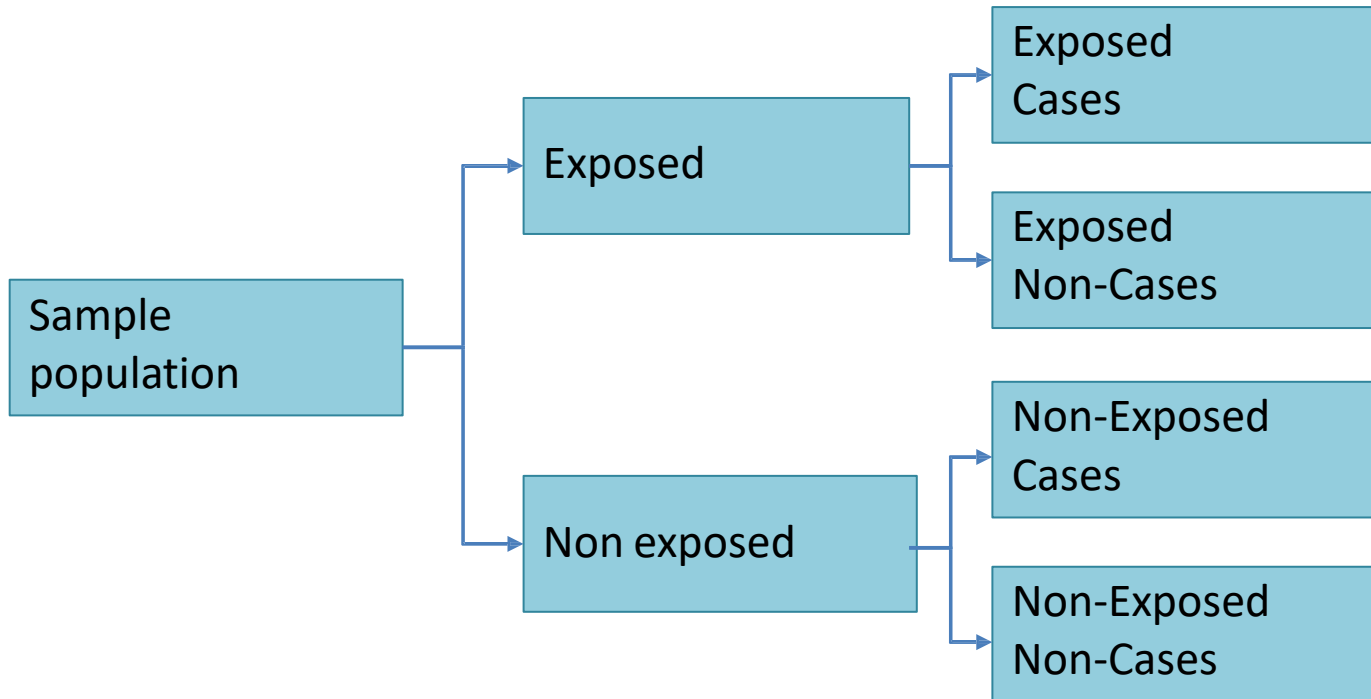 Exposed
Cases
Exposed
Exposed
Non-Cases
Sample
population
Non-Exposed
Cases
Non exposed
Non-Exposed
Non-Cases